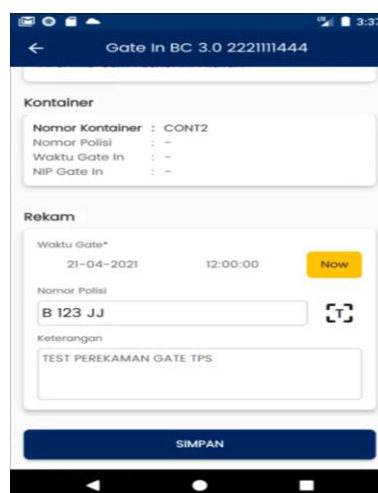 3:37
Gate In BC 3.0 2221111444
Kontainer
Nomor Kontainer : CONT2
Nomor Polisi : -
Waktu Gate In : -
NIP Gate In : -
Rekam
Waktu Gate*
21-04-2021 12:00:00 Now
Nomor Polisi
B 123 JJ T
Keterangan
TEST PEREKAMAN GATE TPS
SIMPAN